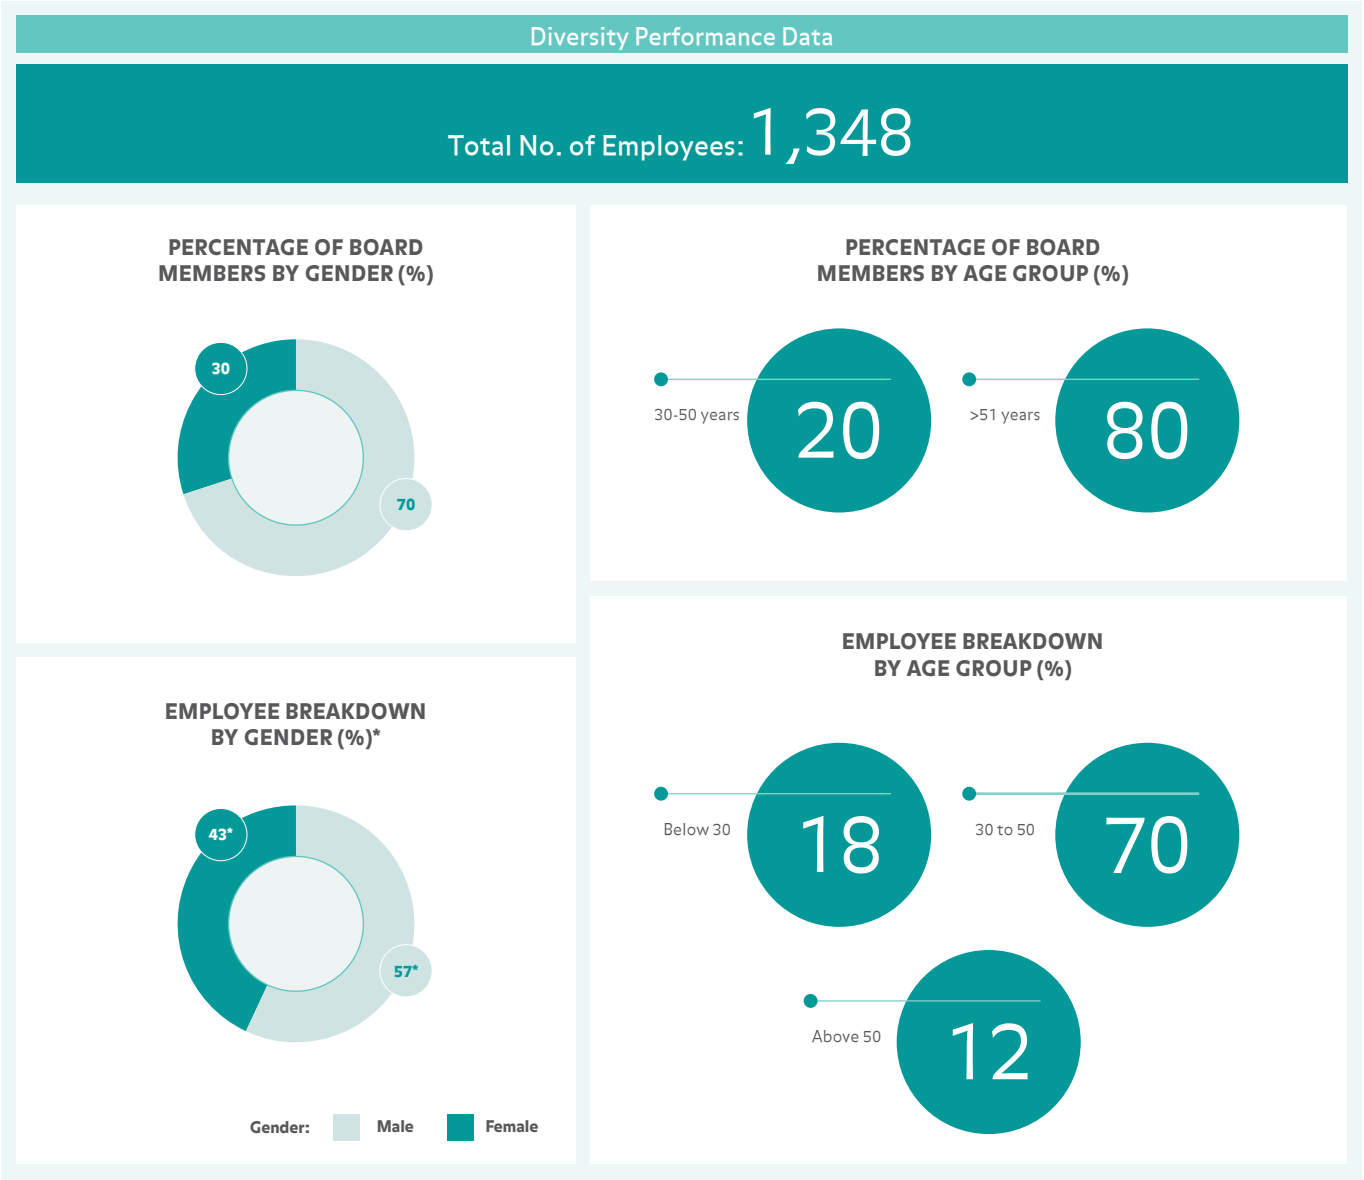 Diversity Performance Data
Total No. of Employees: 1,348
PERCENTAGE OF BOARD
MEMBERS BY GENDER (%)
30
70
PERCENTAGE OF BOARD
MEMBERS BY AGE GROUP (%)
30-50 years
20
>51 years
80
EMPLOYEE BREAKDOWN
BY GENDER (%)*
43*
57*
Gender: Male Female
EMPLOYEE BREAKDOWN
BY AGE GROUP (%)
Below 30
18
30 to 50
70
Above 50
12